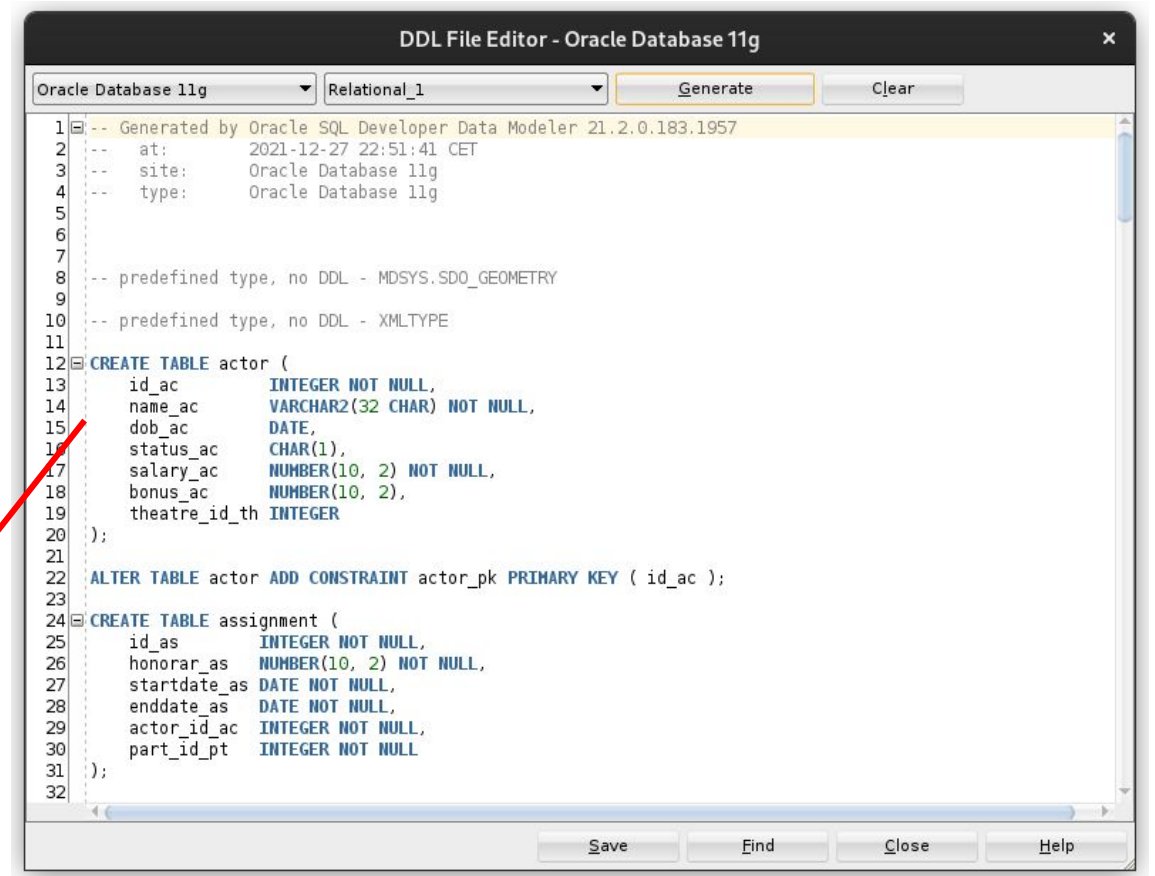 DDL File Editor - Oracle Database 11g ×
Oracle Database 11g Relational_1 Generate Clear
1 -- Generated by Oracle SQL Developer Data Modeler 21.2.0.183.1957
2 --   at:        2021-12-27 22:51:41 CET
3 --   site:      Oracle Database 11g
4 --   type:      Oracle Database 11g
5
6
7
8 -- predefined type, no DDL - MDSYS.SDO_GEOMETRY
9
10 -- predefined type, no DDL - XMLTYPE
11
12 CREATE TABLE actor (
13     id_ac         INTEGER NOT NULL,
14     name_ac       VARCHAR2(32 CHAR) NOT NULL,
15     dob_ac        DATE,
16     status_ac     CHAR(1),
17     salary_ac     NUMBER(10, 2) NOT NULL,
18     bonus_ac      NUMBER(10, 2),
19     theatre_id_th INTEGER
20 );
21
22 ALTER TABLE actor ADD CONSTRAINT actor_pk PRIMARY KEY ( id_ac );
23
24 CREATE TABLE assignment (
25     id_as        INTEGER NOT NULL,
26     honorar_as   NUMBER(10, 2) NOT NULL,
27     startdate_as DATE NOT NULL,
28     enddate_as   DATE NOT NULL,
29     actor_id_ac  INTEGER NOT NULL,
30     part_id_pt   INTEGER NOT NULL
31 );
32
Save Find Close Help